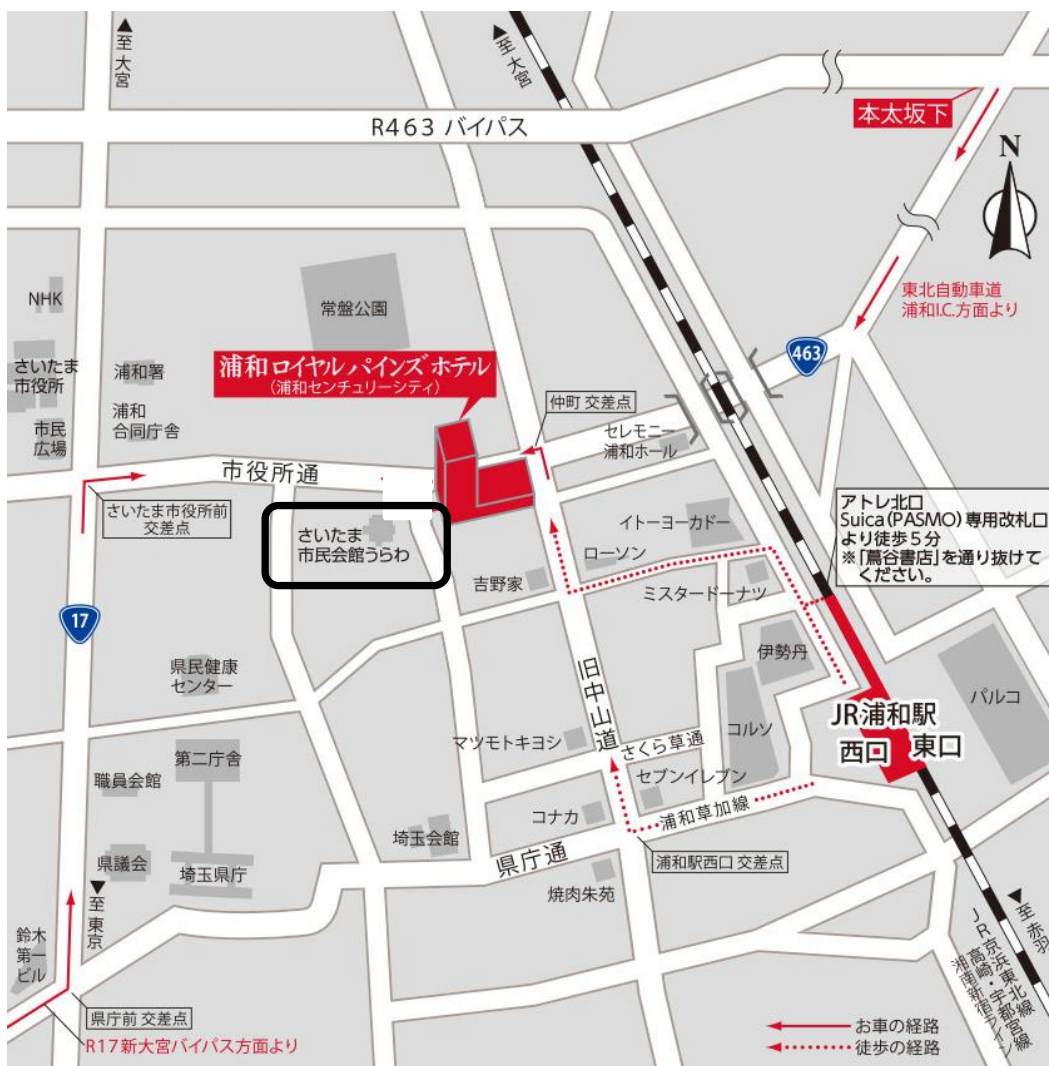 至大宮
至大宮
R463 バイパス
本太坂下
N
東北自動車道
浦和I.C.方面より
463
NHK
常盤公園
さいたま
市役所
浦和署
浦和ロイヤルパインズホテル
(浦和センチュリーシティ)
浦和
合同庁舎
市民
広場
仲町 交差点
セレモニー
浦和ホール
市役所通
さいたま市役所前
交差点
さいたま
市民会館うらわ
イトーヨーカドー
アトレ北口
Suica(PASMO)専用改札口
より徒歩5分
※「蔦谷書店」を通り抜けて
ください。
ローソン
吉野家
ミスタードーナツ
17
旧中山道
伊勢丹
県民健康
センター
パルコ
JR浦和駅
西口
東口
コルソ
マツモトキヨシ
さくら草通
第二庁舎
職員会館
セブンイレブン
コナカ
浦和草加線
埼玉会館
県庁通
浦和駅西口 交差点
県議会
埼玉県庁
焼肉朱苑
至東京
至赤羽
JR京浜東北線
高崎・宇都宮線
湘南新宿ライン
鈴木
第一
ビル
県庁前 交差点
R17新大宮バイパス方面より
お車の経路
徒歩の経路